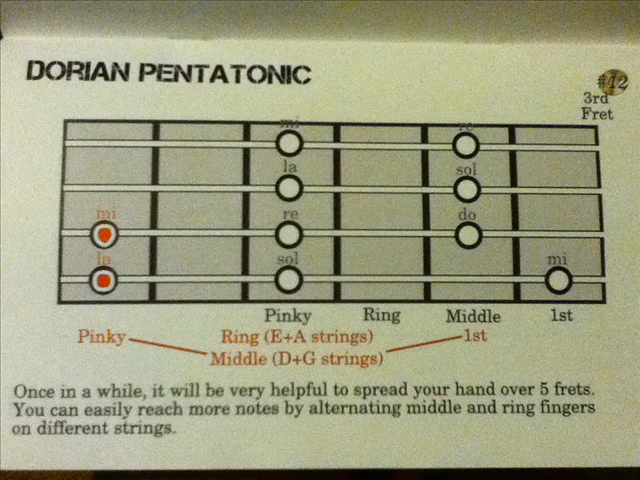 DORIAN PENTATONIC
#42
3rd
Fret
mi re
la sol
mi re do
la sol mi
Pinky Ring Middle 1st
Pinky Ring (E+A strings) 1st
Middle (D+G strings)
Once in a while, it will be very helpful to spread your hand over 5 frets.
You can easily reach more notes by alternating middle and ring fingers
on different strings.